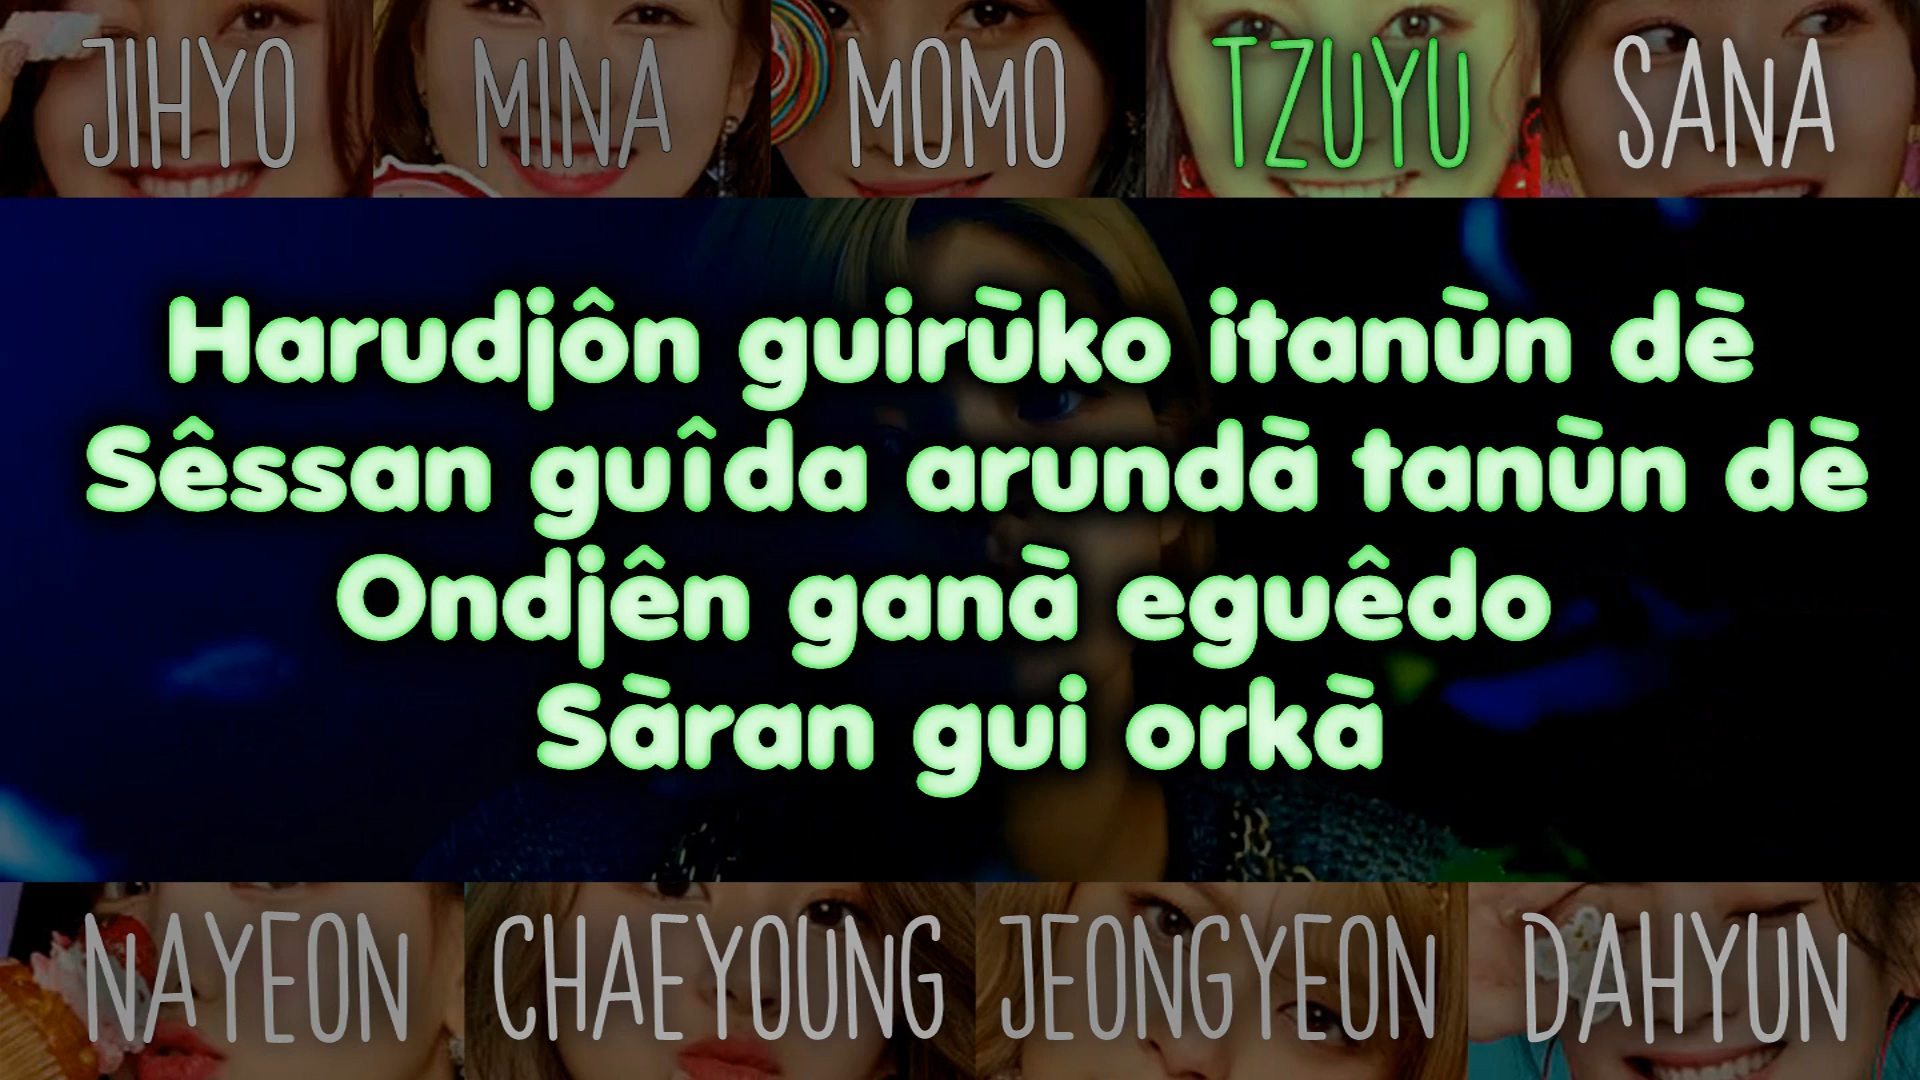 JIHYO MINA MOMO TZUYU SANA
Harudjôn guirùko itanùn dè
Sêssan guîda arundà tanùn dè
Ondjên ganà eguêdo
Sàran gui orkà
NAYEON CHAEYOUNG JEONGYEON DAHYUN